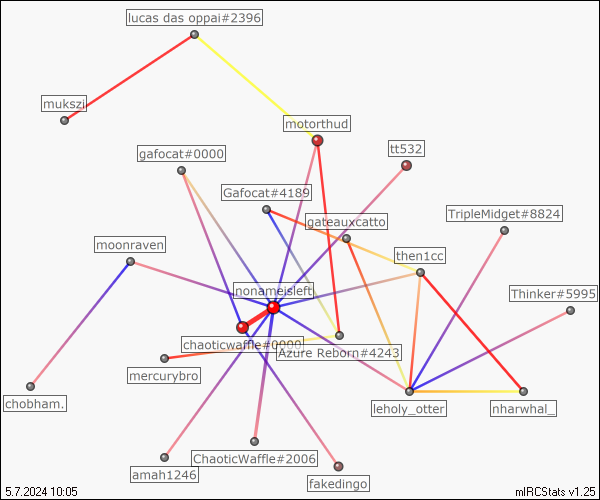 lucas das oppai#2396
mukszi
motorthud
gafocat#0000
tt532
Gafocat#4189
TripleMidget#8824
gateauxcatto
moonraven
then1cc
nonameisleft
Thinker#5995
chaoticwaffle#0000
Azure Reborn#4243
mercurybro
chobham.
leholy_otter
nharwhal_
ChaoticWaffle#2006
amah1246
fakedingo
5.7.2024 10:05
mIRCStats v1.25